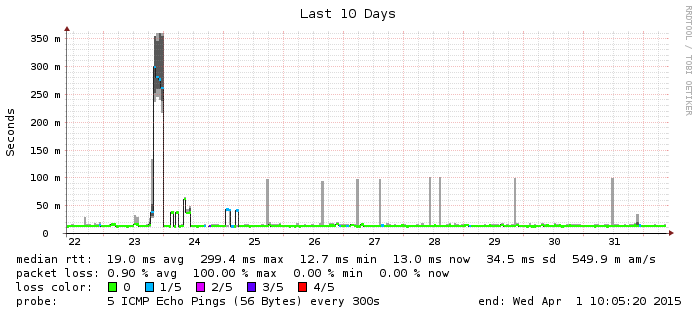 Last 10 Days
RRDTOOL / TOBI OETIKER
Seconds
350 m
300 m
250 m
200 m
150 m
100 m
50 m
0
22 23 24 25 26 27 28 29 30 31
median rtt: 19.0 ms avg 299.4 ms max 12.7 ms min 13.0 ms now 34.5 ms sd 549.9 m am/s
packet loss: 0.90 % avg 100.00 % max 0.00 % min 0.00 % now
loss color: 0 1/5 2/5 3/5 4/5
probe: 5 ICMP Echo Pings (56 Bytes) every 300s end: Wed Apr 1 10:05:20 2015